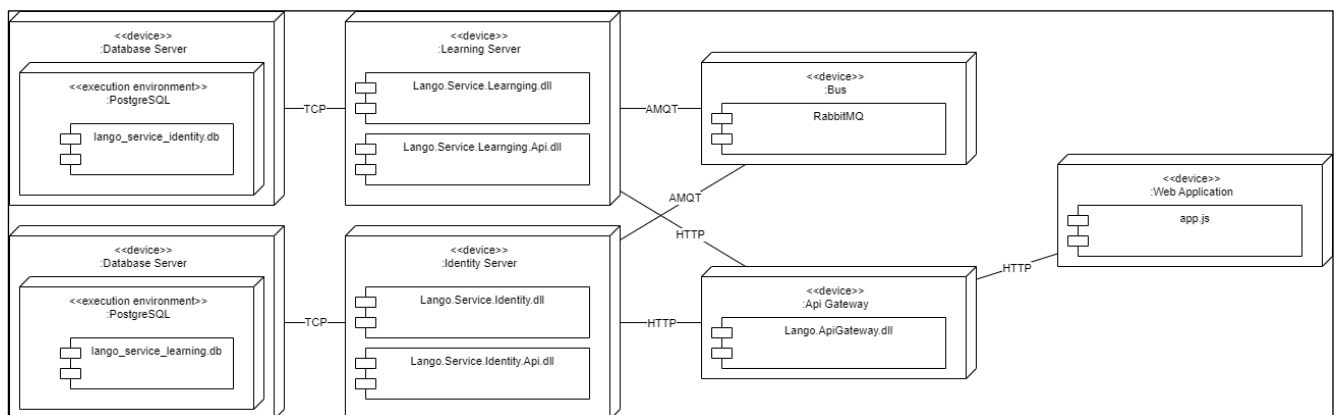 <<device>>
:Database Server
<<execution environment>>
:PostgreSQL
lango_service_identity.db
TCP
<<device>>
:Learning Server
Lango.Service.Learnging.dll
Lango.Service.Learnging.Api.dll
AMQT
<<device>>
:Bus
RabbitMQ
AMQT
HTTP
<<device>>
:Database Server
<<execution environment>>
:PostgreSQL
lango_service_learning.db
TCP
<<device>>
:Identity Server
Lango.Service.Identity.dll
Lango.Service.Identity.Api.dll
HTTP
<<device>>
:Api Gateway
Lango.ApiGateway.dll
HTTP
<<device>>
:Web Application
app.js